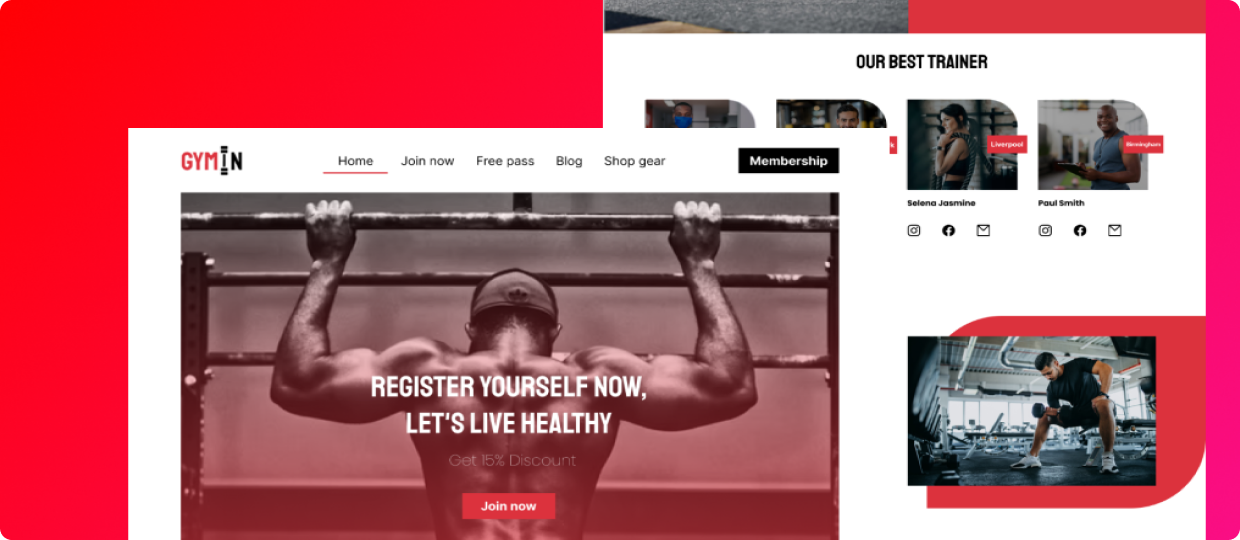 OUR BEST TRAINER
Liverpool
Birmingham
Selena Jasmine
Paul Smith
GYMIN
Home
Join now
Free pass
Blog
Shop gear
Membership
REGISTER YOURSELF NOW,
LET'S LIVE HEALTHY
Get 15% Discount
Join now